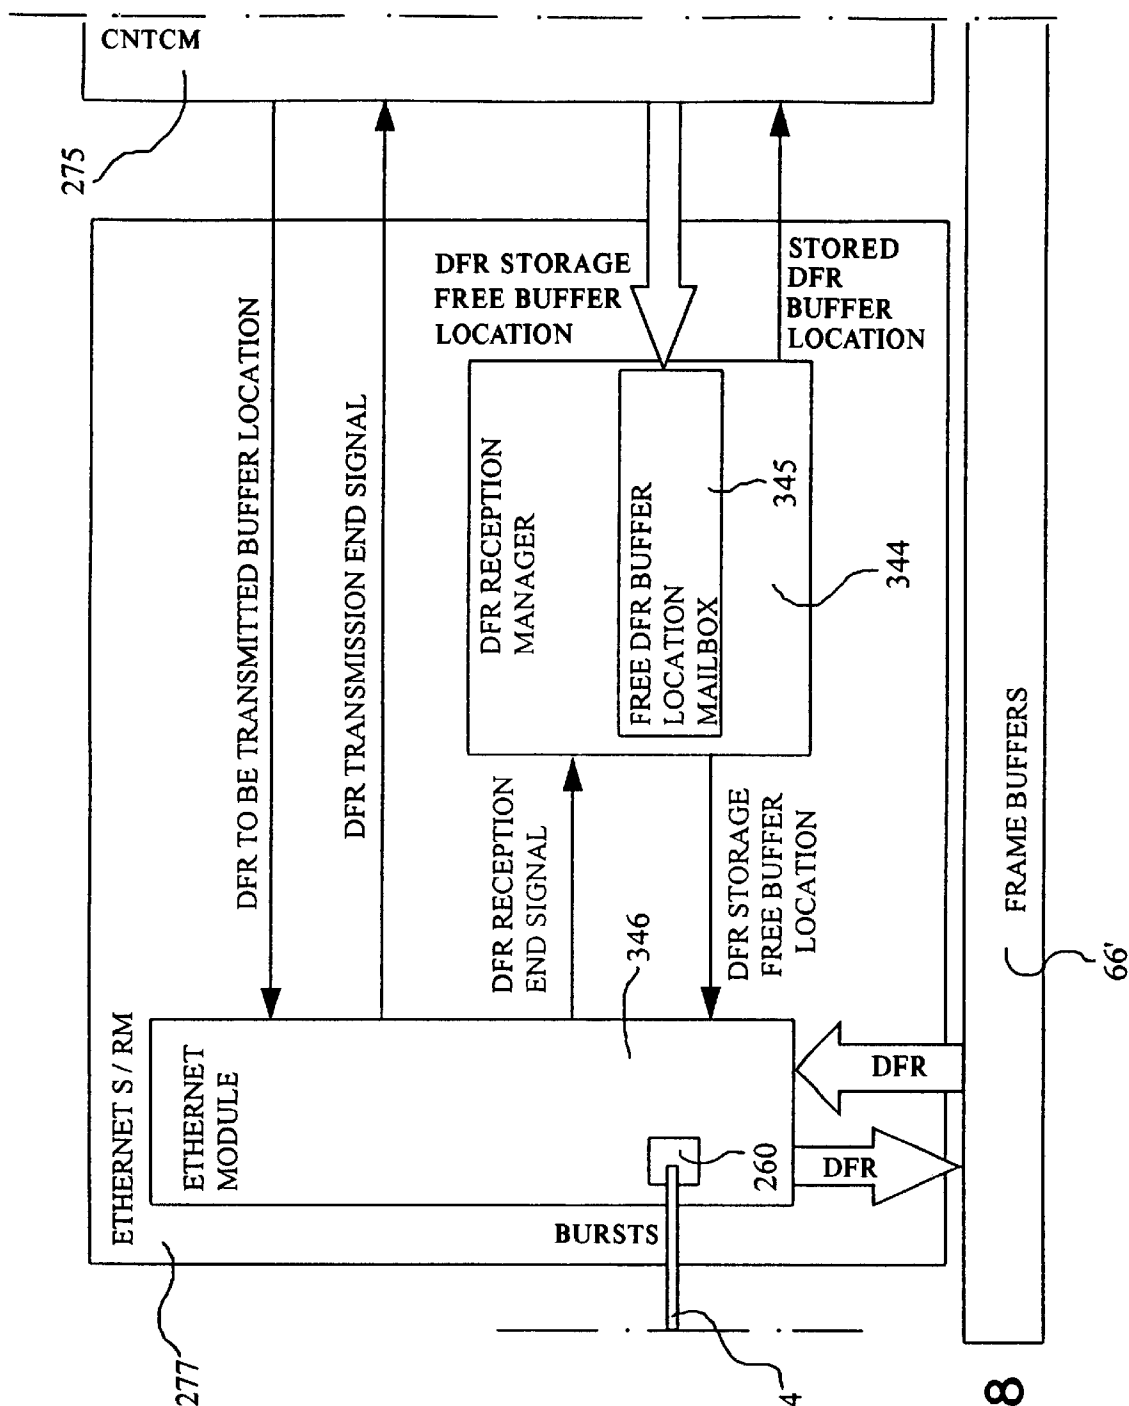 CNTCM
275
DFR STORAGE
FREE BUFFER
LOCATION
STORED
DFR
BUFFER
LOCATION
DFR TO BE TRANSMITTED BUFFER LOCATION
DFR TRANSMISSION END SIGNAL
DFR RECEPTION
MANAGER
FREE DFR BUFFER
LOCATION
MAILBOX
345
344
DFR RECEPTION
END SIGNAL
DFR STORAGE
FREE BUFFER
LOCATION
FRAME BUFFERS
66'
346
ETHERNET S / RM
ETHERNET
MODULE
260
DFR
DFR
BURSTS
277
4
8